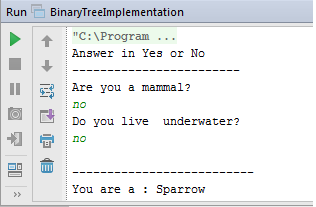 Run BinaryTreeImplementation
"C:\Program ...
Answer in Yes or No
-----------------------
Are you a mammal?
no
Do you live  underwater?
no
-------------------------
You are a : Sparrow